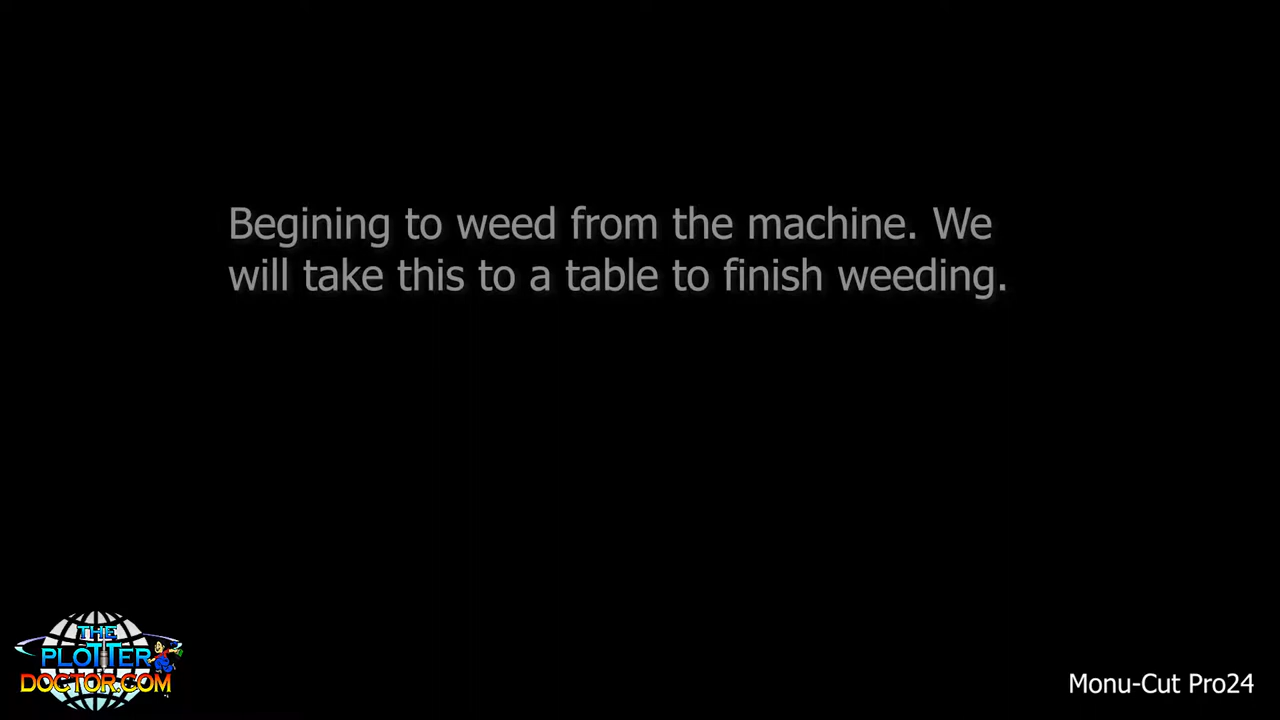 Begining to weed from the machine. We
will take this to a table to finish weeding.
THE
PLOTTER
DOCTOR.COM
Monu-Cut Pro24